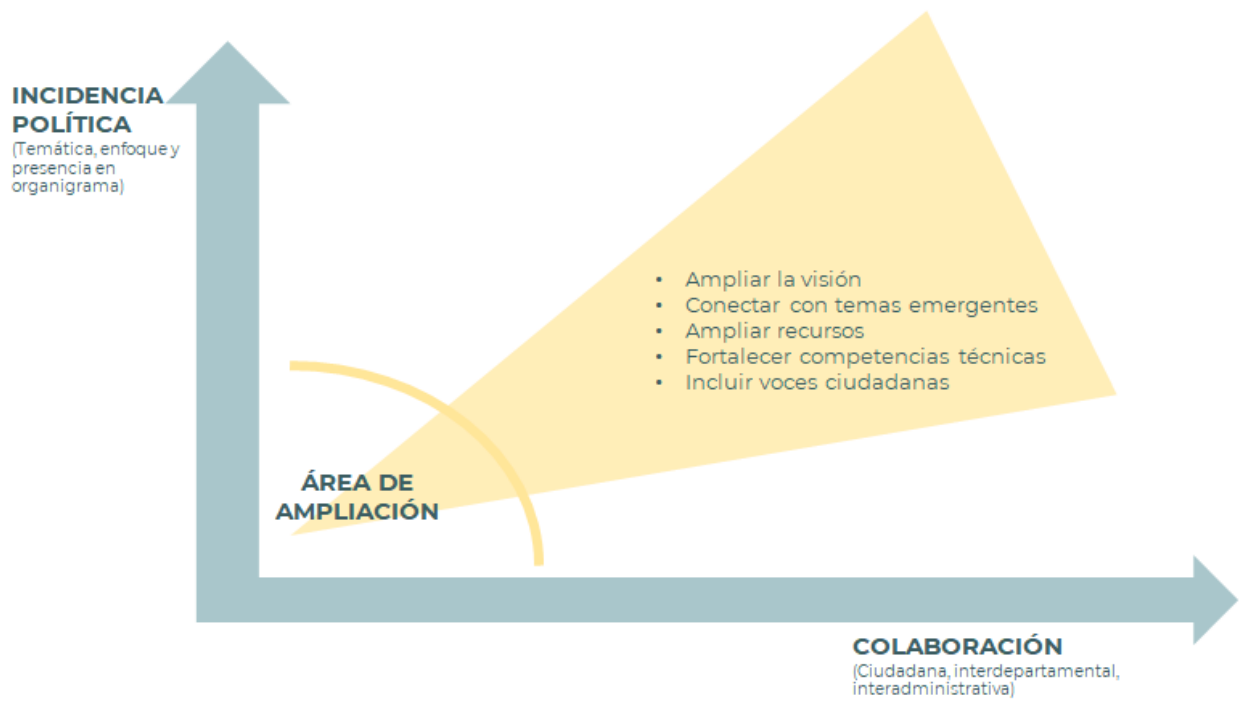 INCIDENCIA
POLÍTICA
(Temática, enfoque y
presencia en
organigrama)
• Ampliar la visión
• Conectar con temas emergentes
• Ampliar recursos
• Fortalecer competencias técnicas
• Incluir voces ciudadanas
ÁREA DE
AMPLIACIÓN
COLABORACIÓN
(Ciudadana, interdepartamental,
interadministrativa)